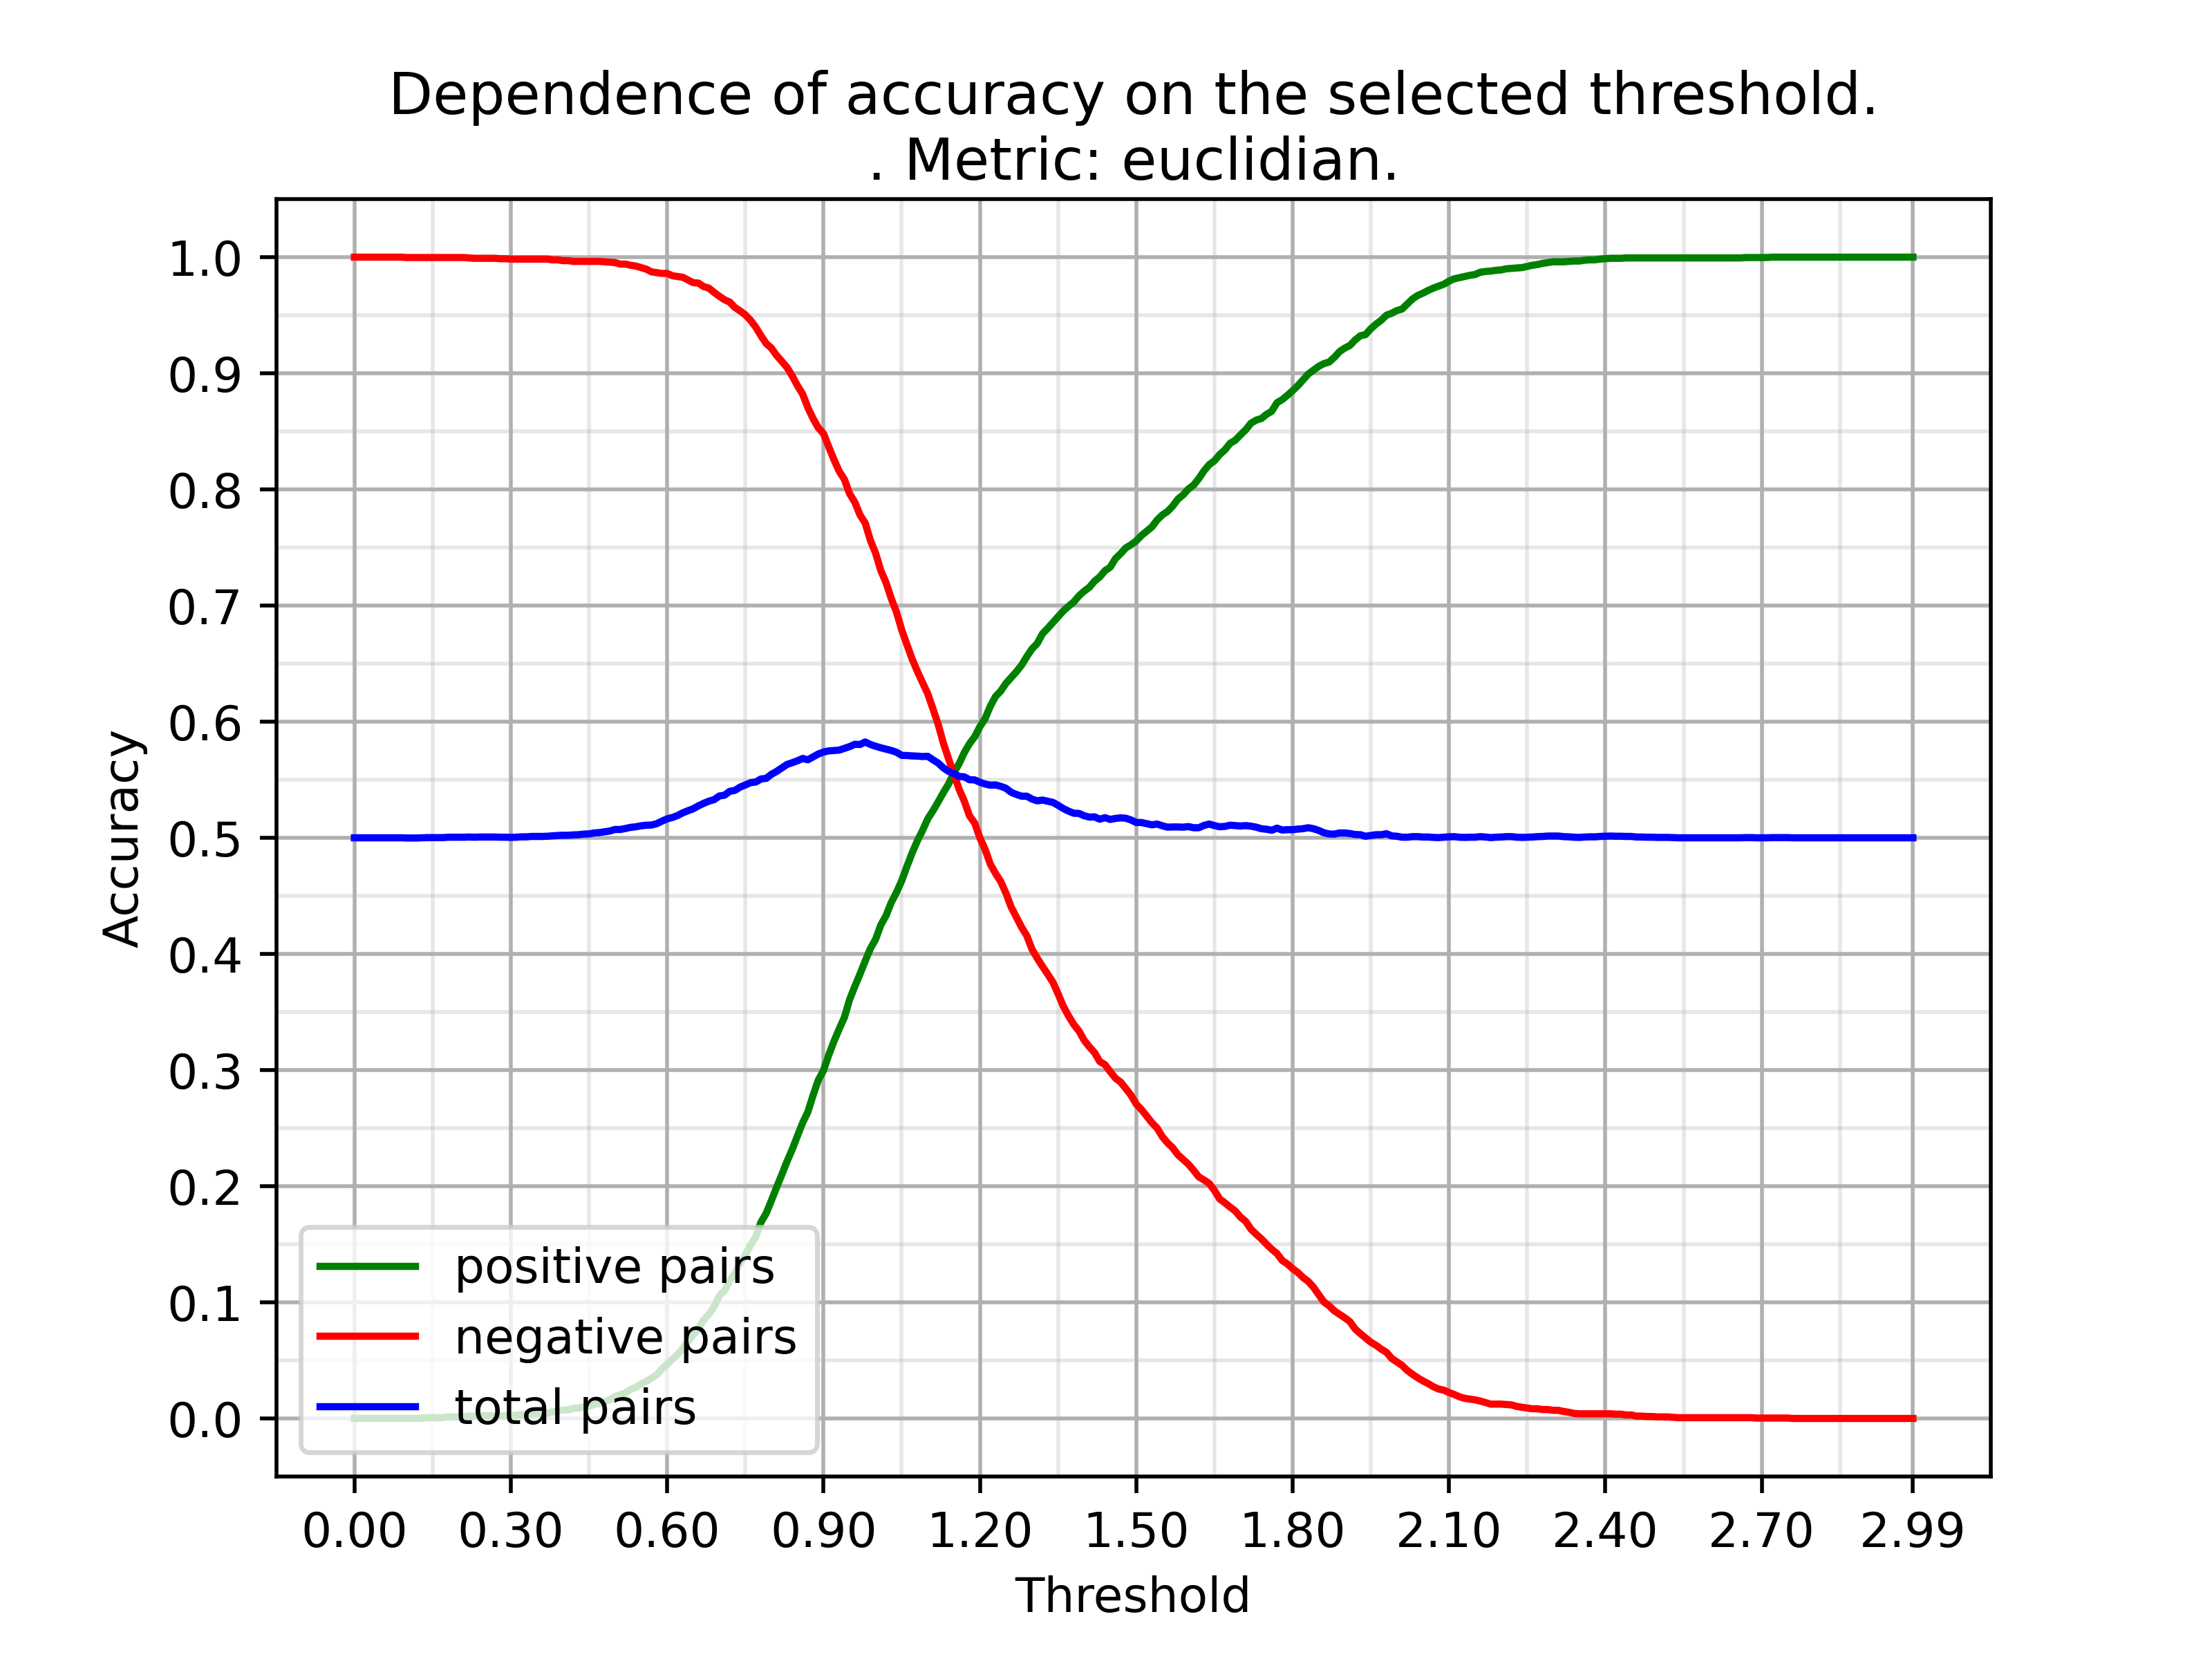 Dependence of accuracy on the selected threshold.
. Metric: euclidian.
1.0
0.9
0.8
0.7
0.6
0.5
0.4
0.3
0.2
0.1
0.0
Accuracy
positive pairs
negative pairs
total pairs
0.00 0.30 0.60 0.90 1.20 1.50 1.80 2.10 2.40 2.70 2.99
Threshold